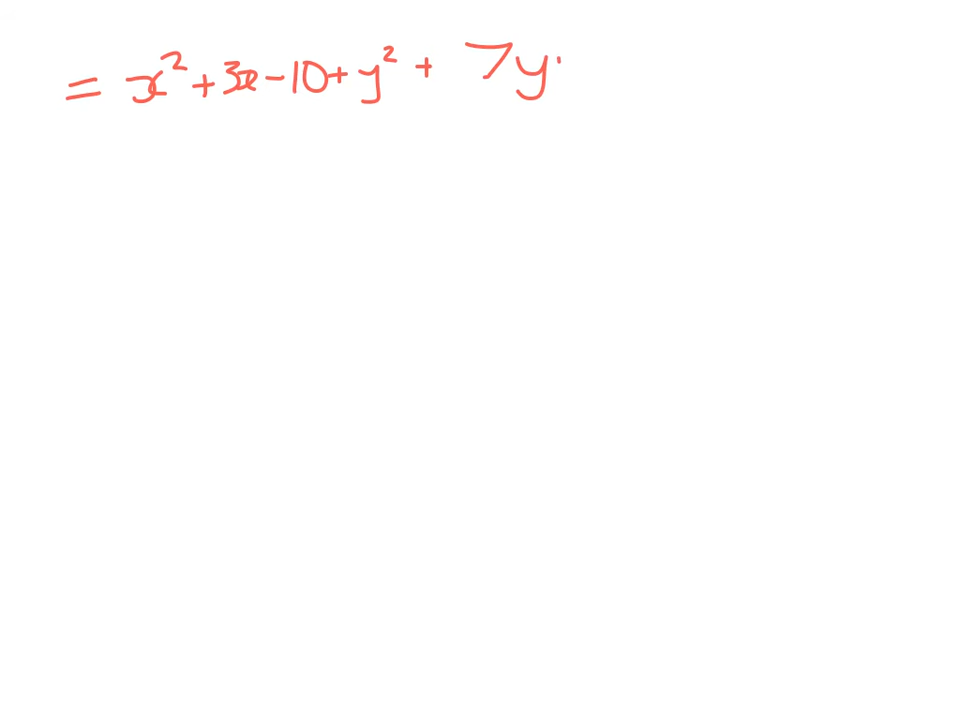 = x² + 3x - 10 + y² + 7y